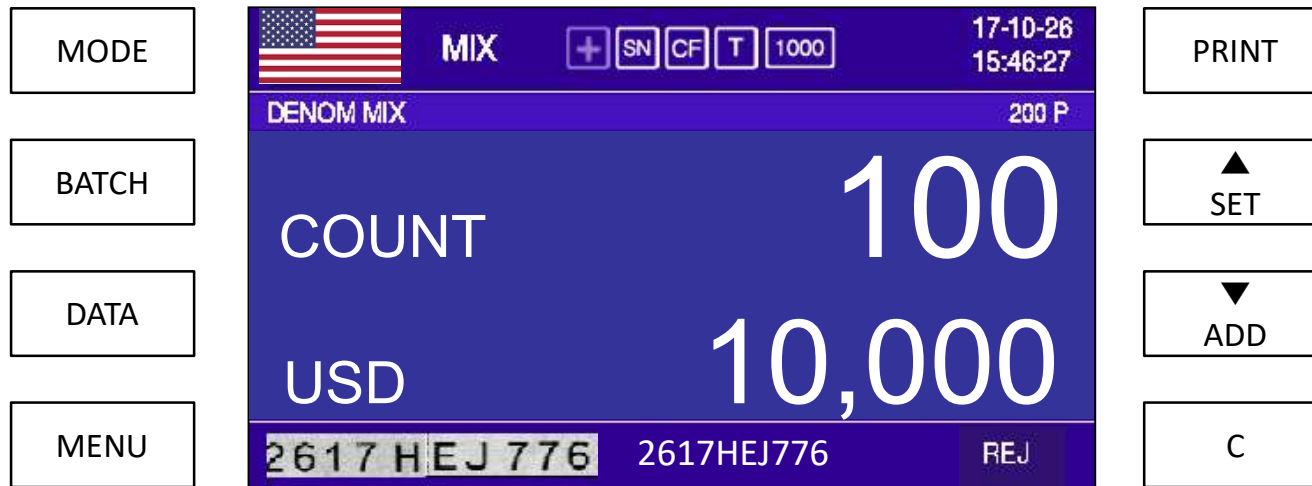 MODE
BATCH
DATA
MENU
MIX + SN CF T 1000 17-10-26
15:46:27
DENOM MIX 200 P
COUNT 100
USD 10,000
2617HEJ776 2617HEJ776 REJ
PRINT
▲
SET
▼
ADD
C